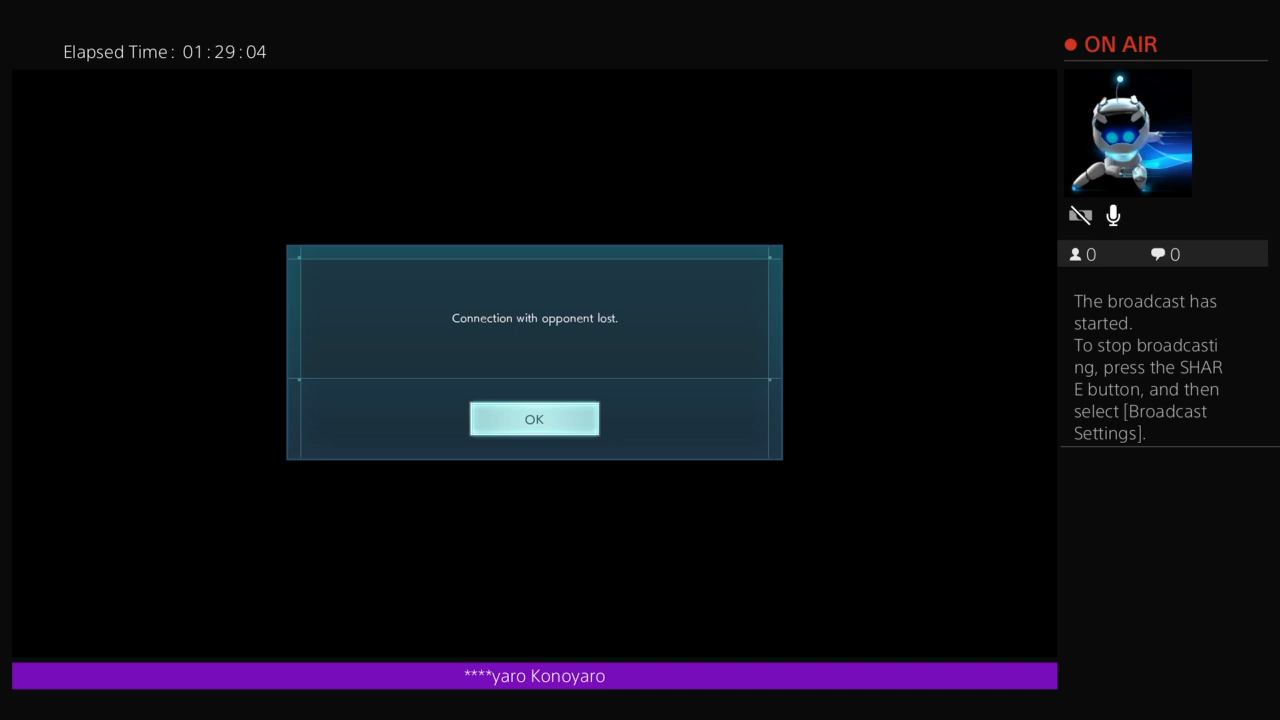 Elapsed Time: 01:29:04
ON AIR
0 0
The broadcast has
started.
To stop broadcasti
ng, press the SHAR
E button, and then
select [Broadcast
Settings].
Connection with opponent lost.
OK
****yaro Konoyaro